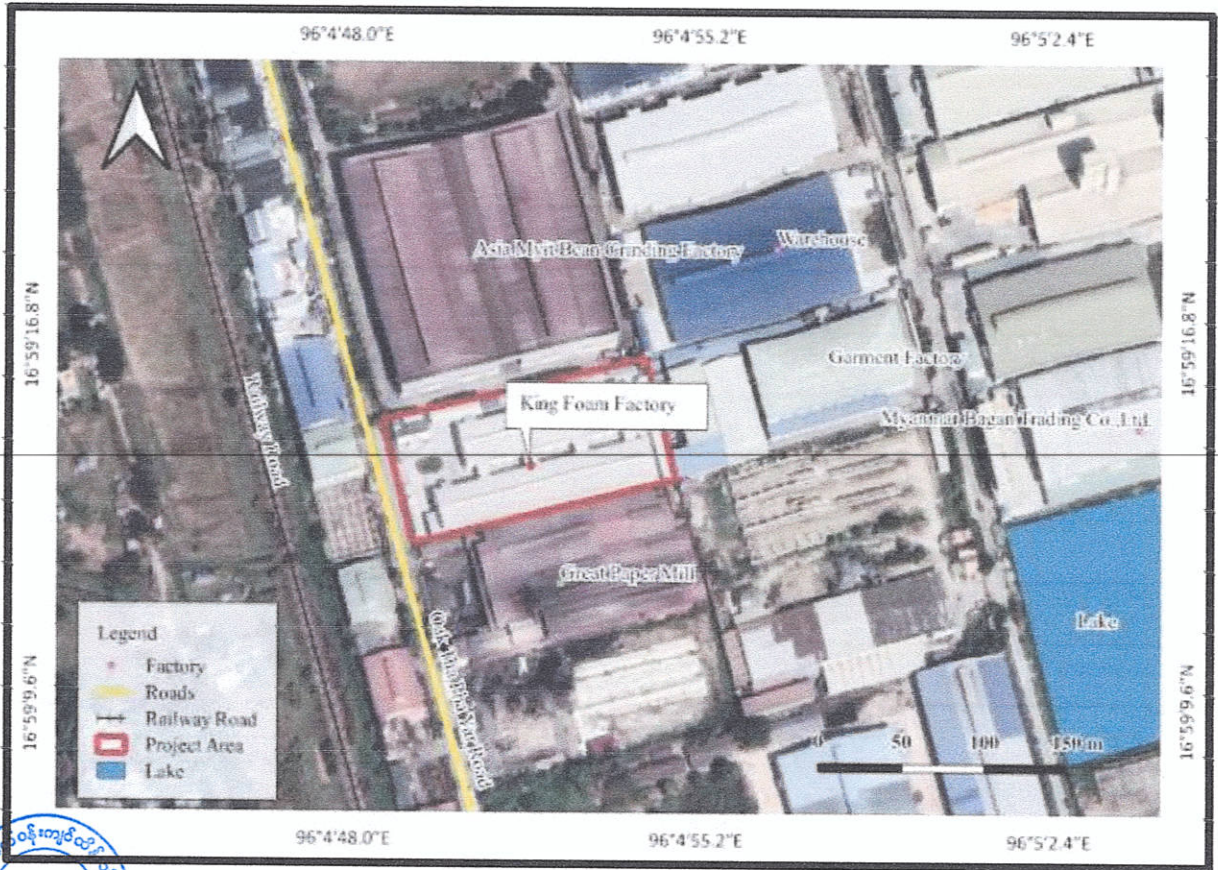 96°4'48.0"E
96°4'55.2"E
96°5'2.4"E
16°59'16.8"N
16°59'16.8"N
Asia Myit Bean Grinding Factory
Warehouse
Garment Factory
King Foam Factory
Myanmar Bagan Trading Co.,Ltd.
Railway Road
Great Paper Mill
Road
Lake
Legend
Factory
Roads
Railway Road
Project Area
Lake
0 50 100 150 m
16°59'9.6"N
16°59'9.6"N
96°4'48.0"E
96°4'55.2"E
96°5'2.4"E